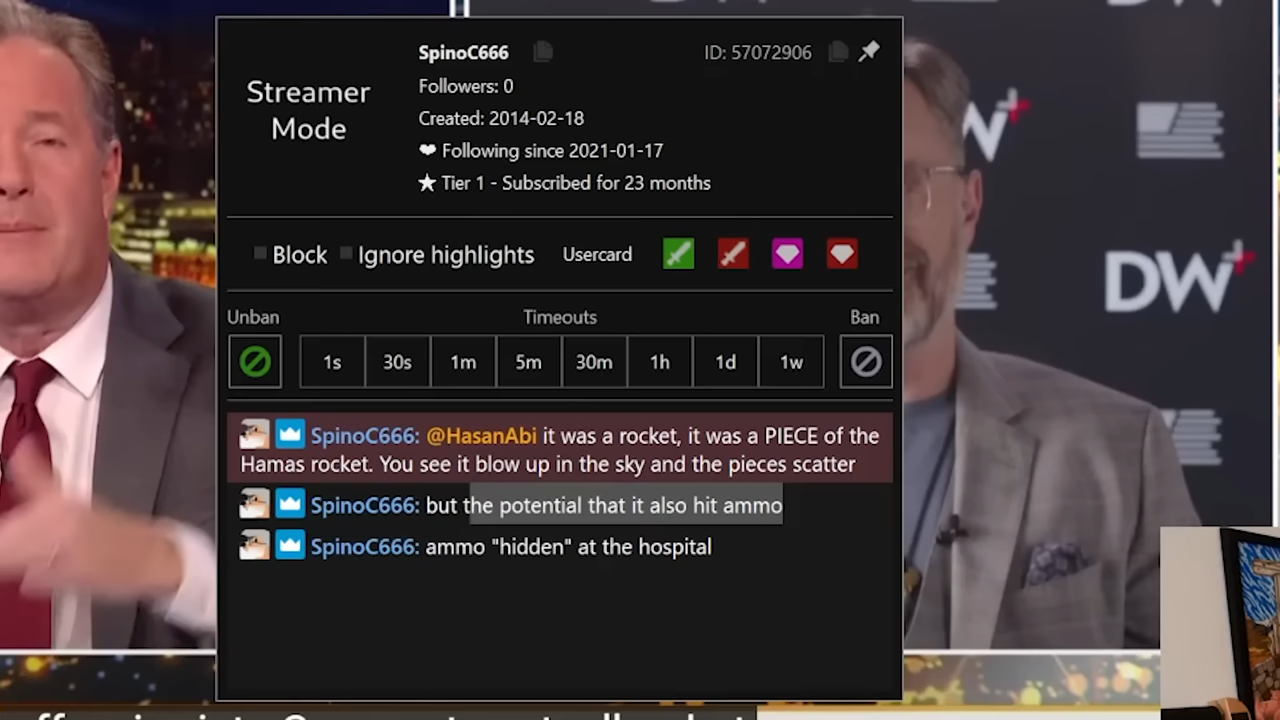 SpinoC666
ID: 57072906
Streamer
Mode
Followers: 0
Created: 2014-02-18
Following since 2021-01-17
Tier 1 - Subscribed for 23 months
Block
Ignore highlights
Usercard
Unban
Timeouts
Ban
1s
30s
1m
5m
30m
1h
1d
1w
SpinoC666: @HasanAbi it was a rocket, it was a PIECE of the
Hamas rocket. You see it blow up in the sky and the pieces scatter
SpinoC666: but the potential that it also hit ammo
SpinoC666: ammo "hidden" at the hospital
DW+